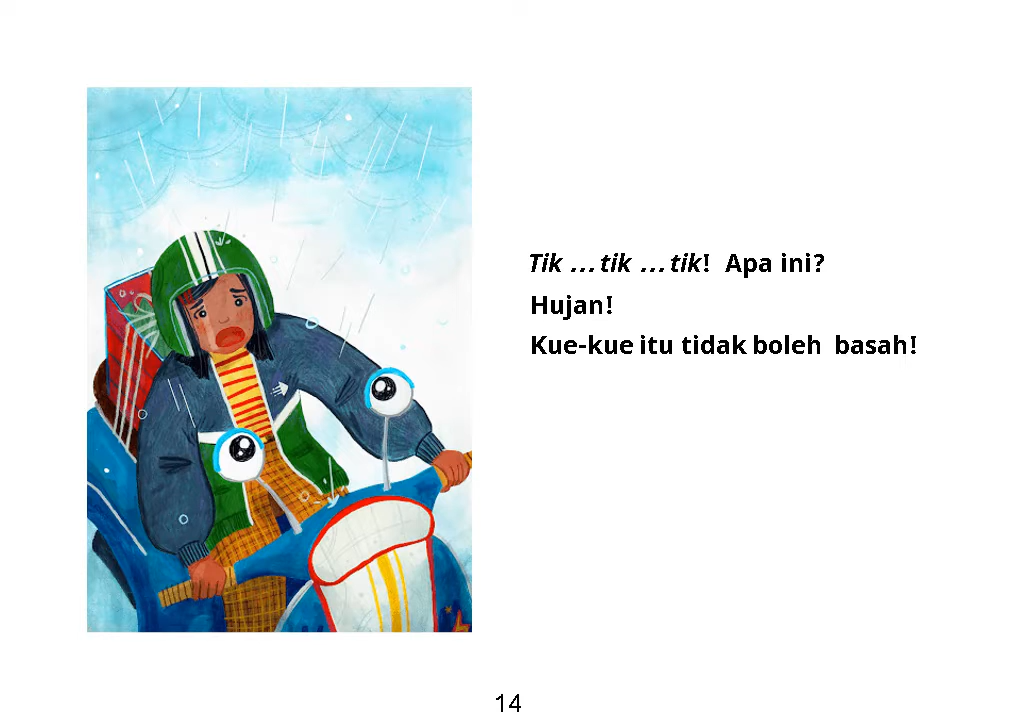 Tik ... tik ... tik! Apa ini?
Hujan!
Kue-kue itu tidak boleh basah!
14